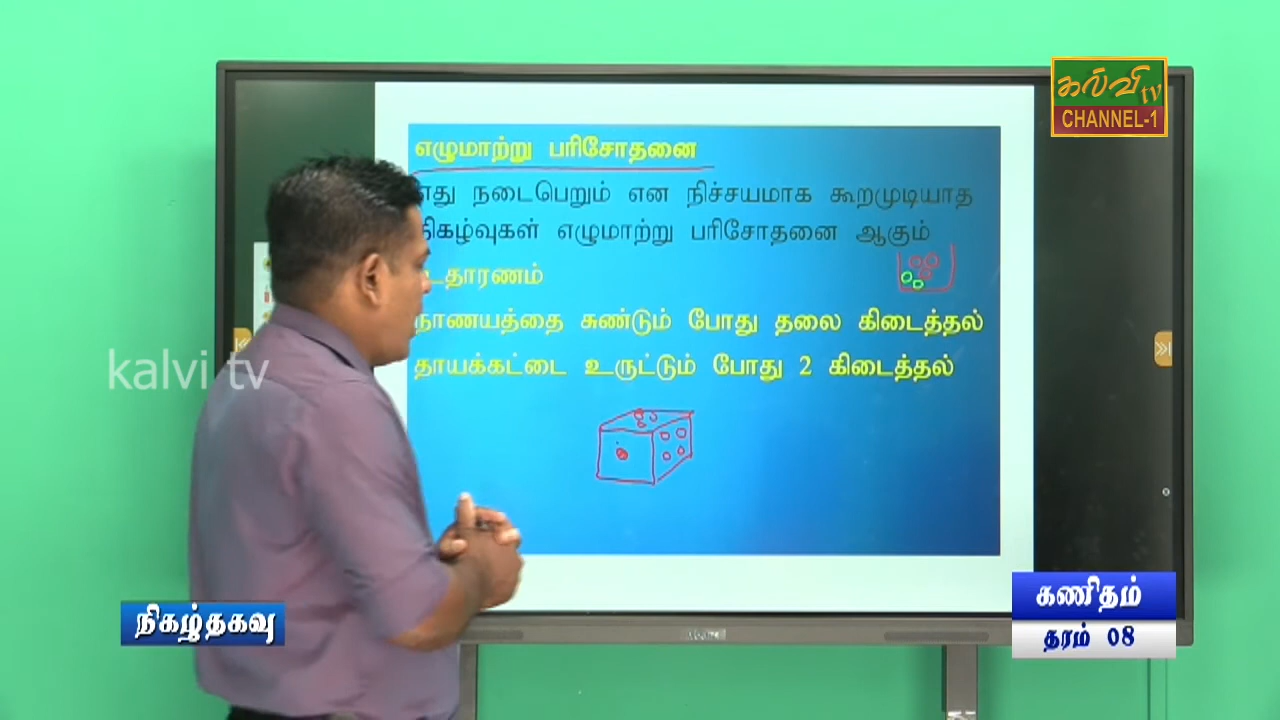 கல்வி tv
CHANNEL-1
எழுமாற்று பரிசோதனை
எது நடைபெறும் என நிச்சயமாக கூறமுடியாத
நிகழ்வுகள் எழுமாற்று பரிசோதனை ஆகும்
உதாரணம்
நாணயத்தை சுண்டும் போது தலை கிடைத்தல்
தாயக்கட்டை உருட்டும் போது 2 கிடைத்தல்
kalvi tv
நிகழ்தகவு
கணிதம்
தரம் 08